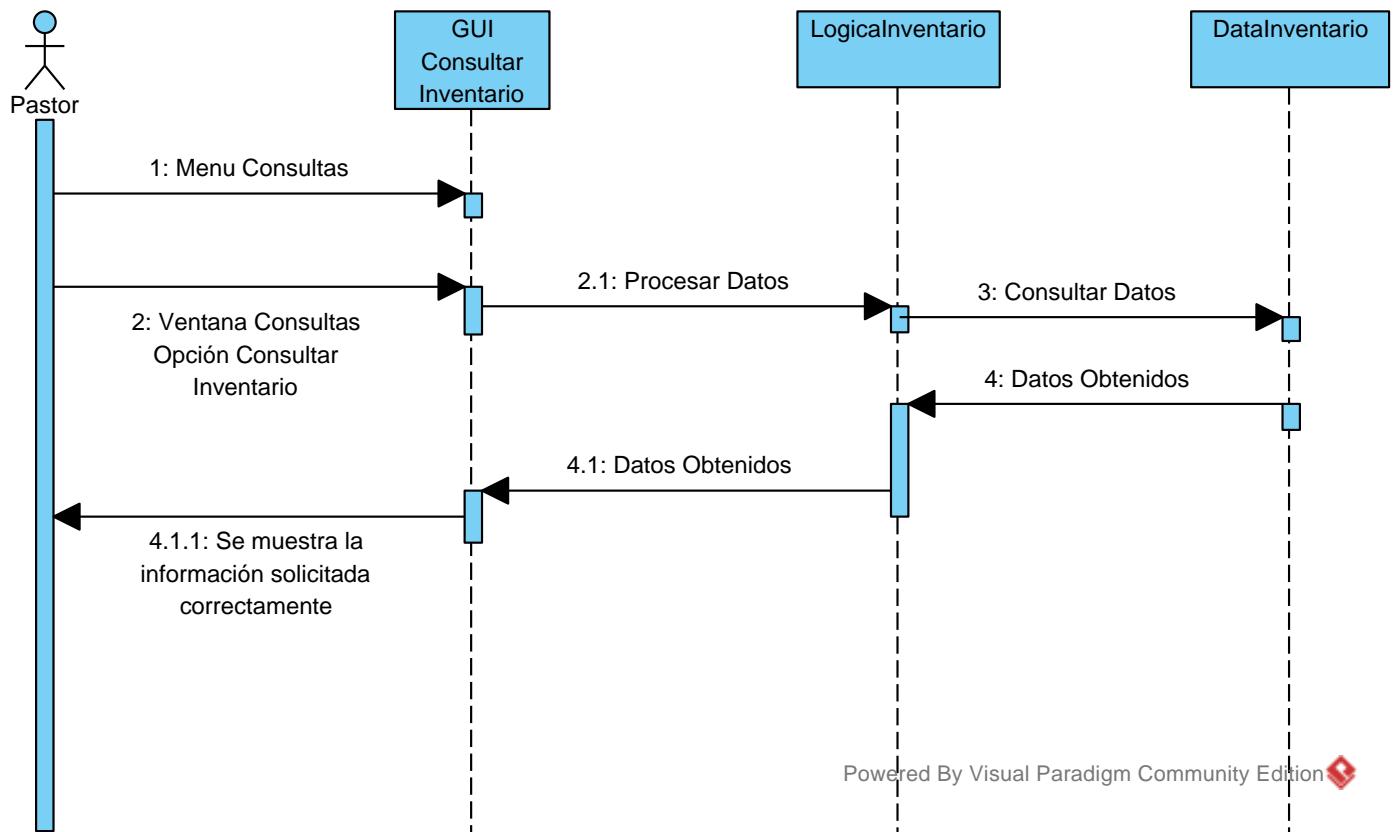 Pastor
GUI
Consultar
Inventario
LogicaInventario
DataInventario
1: Menu Consultas
2: Ventana Consultas
Opción Consultar
Inventario
2.1: Procesar Datos
3: Consultar Datos
4: Datos Obtenidos
4.1: Datos Obtenidos
4.1.1: Se muestra la
información solicitada
correctamente
Powered By Visual Paradigm Community Edition